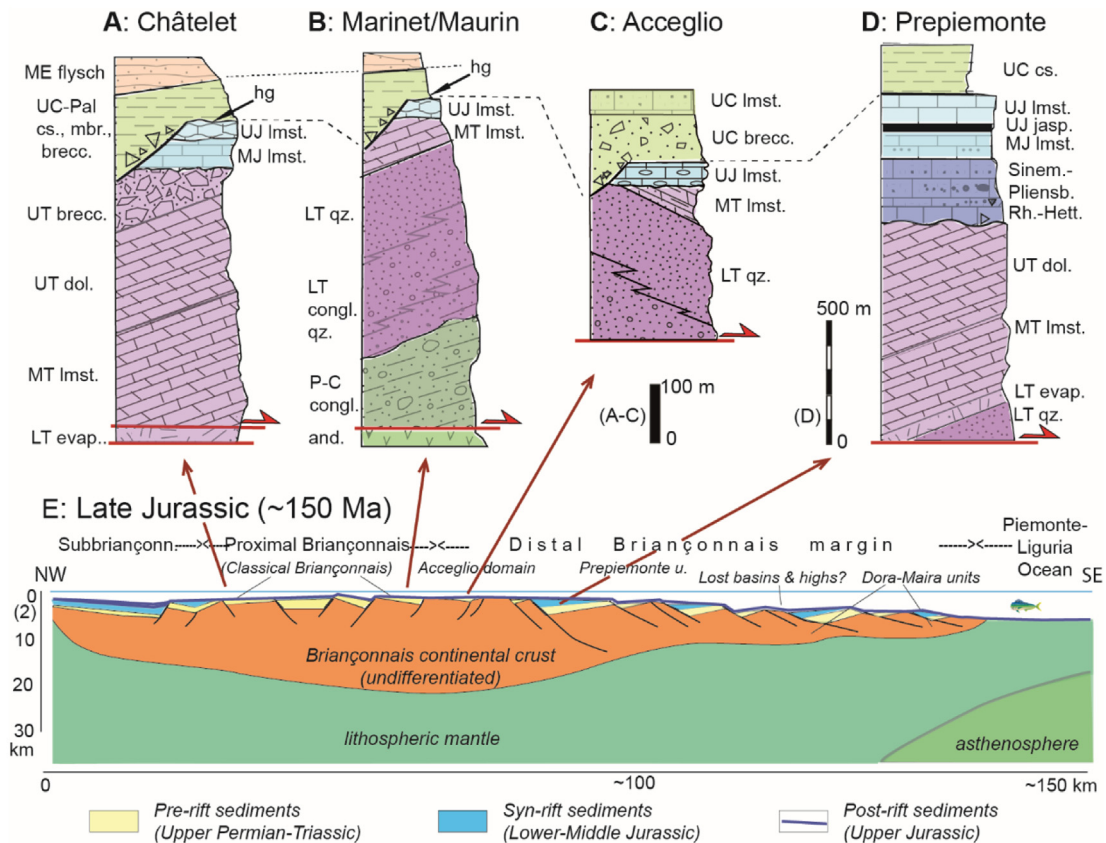 A: Châtelet
B: Marinet/Maurin
C: Acceglio
D: Prepiemonte
ME flysch
hg
UC-Pal
cs., mbr.,
brecc.
UJ lmst.
MJ lmst.
UT brecc.
UT dol.
MT lmst.
LT evap..
hg
UJ lmst.
MT lmst.
LT qz.
LT
congl.
qz.
P-C
congl.
and.
UC lmst.
UC brecc.
UJ lmst.
MT lmst.
LT qz.
100 m
(A-C)
0
UC cs.
UJ lmst.
UJ jasp.
MJ lmst.
Sinem.-
Pliensb.
Rh.-Hett.
UT dol.
MT lmst.
LT evap.
LT qz.
500 m
(D)
0
E: Late Jurassic (~150 Ma)
Subbriançonn.
Proximal Briançonnais
(Classical Briançonnais)
Distal Briançonnais margin
Piemonte-
Liguria
Ocean
Acceglio domain
Prepiemonte u.
Lost basins & highs?
Dora-Maira units
NW
SE
0
(2)
10
20
30
km
Briançonnais continental crust
(undifferentiated)
lithospheric mantle
asthenosphere
0
~100
~150 km
Pre-rift sediments
(Upper Permian-Triassic)
Syn-rift sediments
(Lower-Middle Jurassic)
Post-rift sediments
(Upper Jurassic)